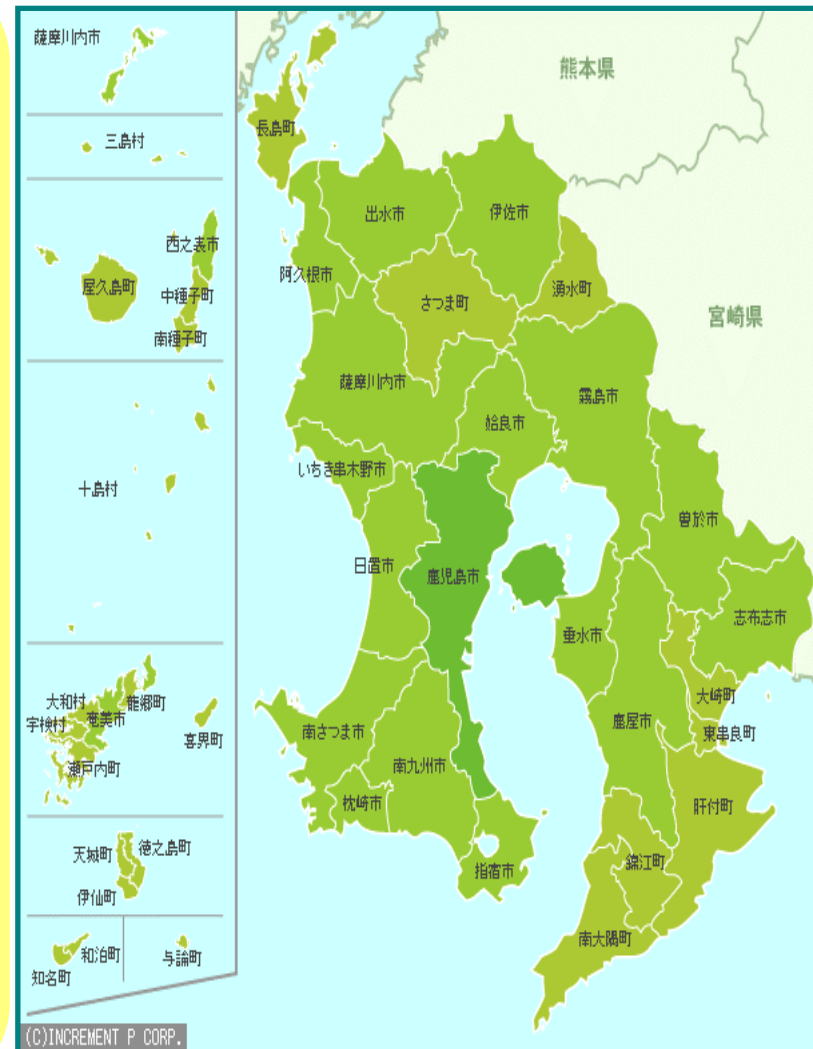 薩摩川内市
三島村
西之表市
屋久島町
中種子町
南種子町
十島村
大和村
龍郷町
宇検村
奄美市
喜界町
瀬戸内町
天城町
徳之島町
伊仙町
和泊町
知名町
与論町
熊本県
長島町
出水市
伊佐市
阿久根市
さつま町
湧水町
宮崎県
薩摩川内市
霧島市
姶良市
いちき串木野市
曽於市
日置市
鹿児島市
垂水市
志布志市
大崎町
鹿屋市
南さつま市
東串良町
南九州市
枕崎市
肝付町
錦江町
指宿市
南大隅町
(C)INCREMENT P CORP.